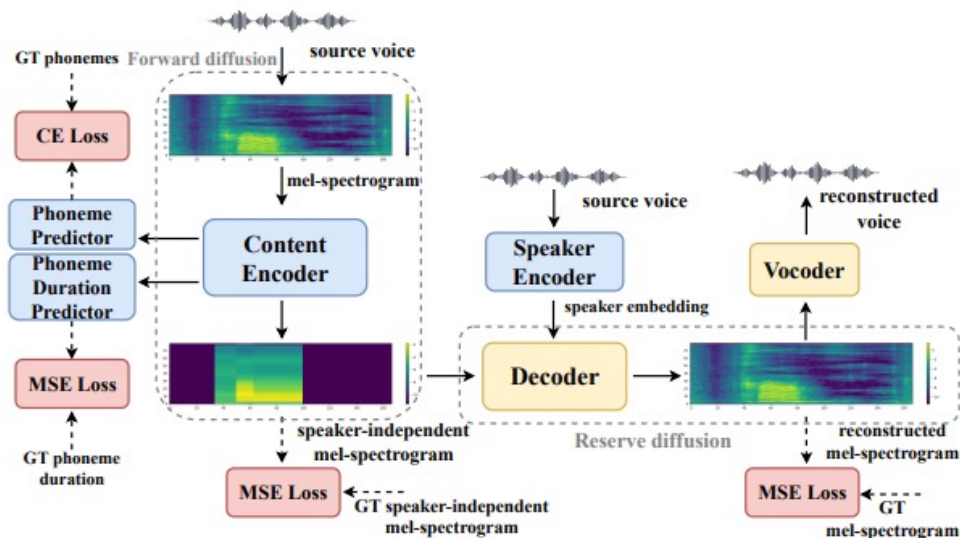 source voice
Forward diffusion
GT phonemes
CE Loss
mel-spectrogram
Phoneme
Predictor
Phoneme
Duration
Predictor
Content
Encoder
MSE Loss
GT phoneme
duration
speaker-independent
mel-spectrogram
MSE Loss
GT speaker-independent
mel-spectrogram
source voice
Speaker
Encoder
speaker embedding
Decoder
Reserve diffusion
reconstructed
voice
Vocoder
reconstructed
mel-spectrogram
MSE Loss
GT
mel-spectrogram